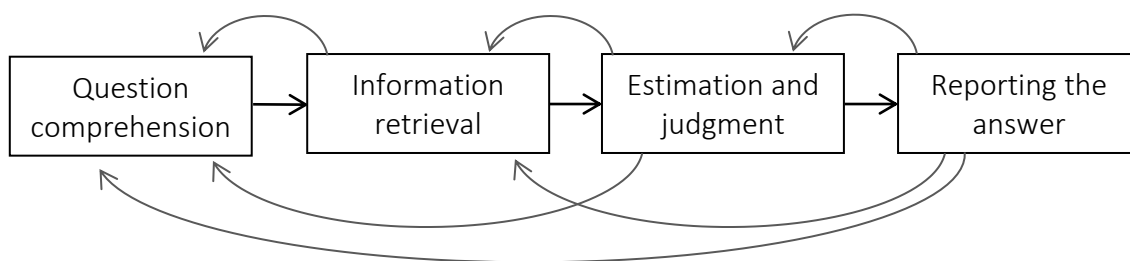 Question
comprehension
Information
retrieval
Estimation and
judgment
Reporting the
answer